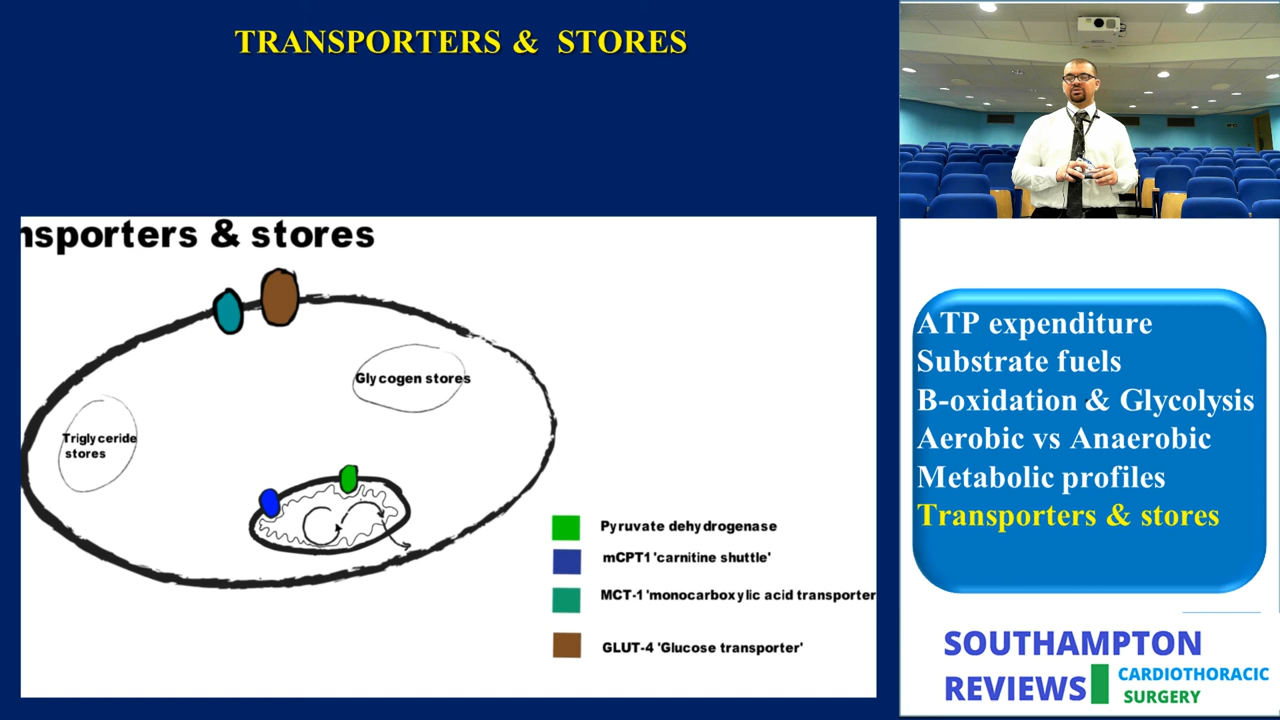 TRANSPORTERS & STORES
nsporters & stores
Glycogen stores
Triglyceride
stores
Pyruvate dehydrogenase
mCPT1 'carnitine shuttle'
MCT-1 'monocarboxylic acid transporter
GLUT-4 'Glucose transporter'
ATP expenditure
Substrate fuels
B-oxidation & Glycolysis
Aerobic vs Anaerobic
Metabolic profiles
Transporters & stores
SOUTHAMPTON
REVIEWS
CARDIOTHORACIC
SURGERY